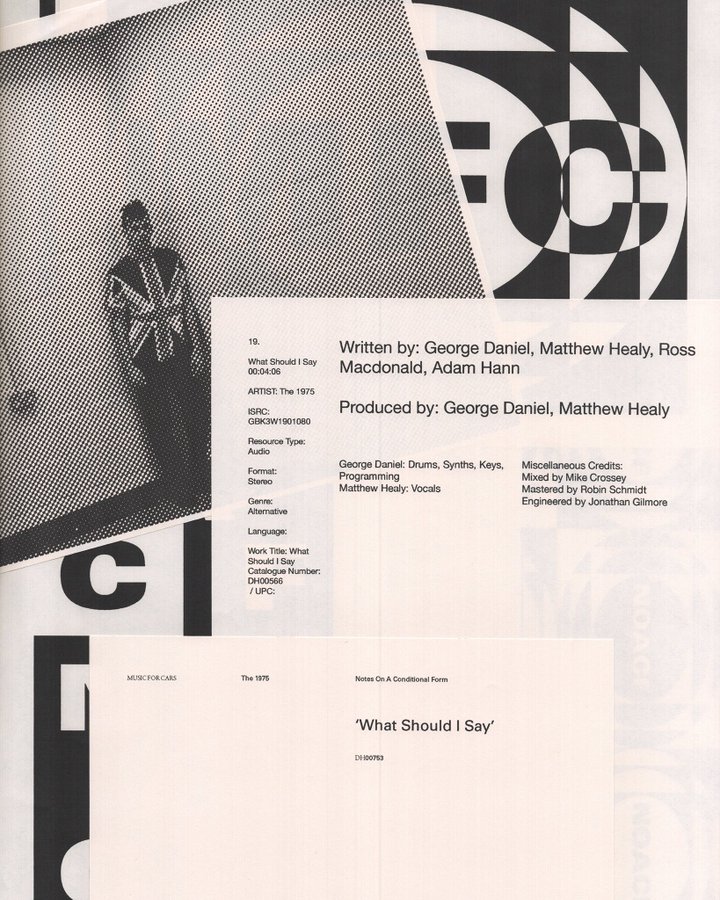 FC
19.
What Should I Say
00:04:06
ARTIST: The 1975
ISRC:
GBK3W1901080
Resource Type:
Audio
Format:
Stereo
Genre:
Alternative
Language:
Work Title: What
Should I Say
Catalogue Number:
DH00566
/ UPC:
Written by: George Daniel, Matthew Healy, Ross
Macdonald, Adam Hann
Produced by: George Daniel, Matthew Healy
George Daniel: Drums, Synths, Keys,
Programming
Matthew Healy: Vocals
Miscellaneous Credits:
Mixed by Mike Crossey
Mastered by Robin Schmidt
Engineered by Jonathan Gilmore
C
MUSIC FOR CARS
The 1975
Notes On A Conditional Form
‘What Should I Say’
DH00753